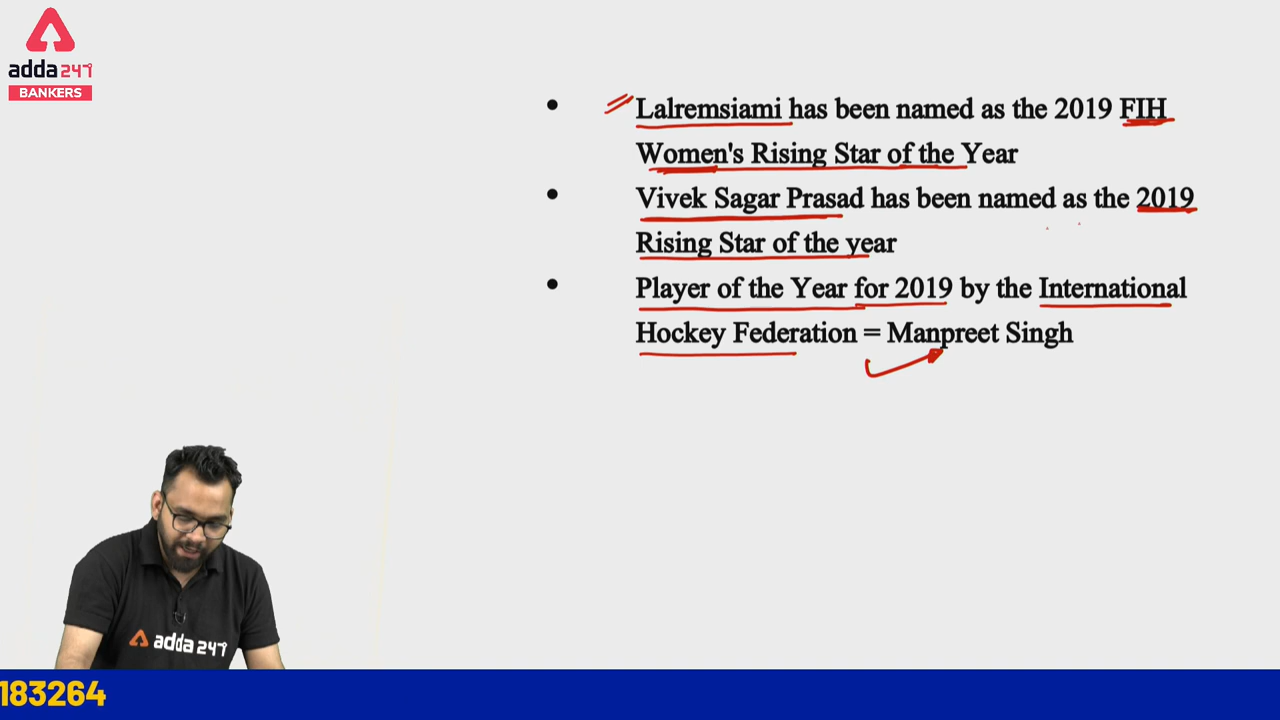 adda247
BANKERS
• Lalremsiami has been named as the 2019 FIH
Women's Rising Star of the Year
• Vivek Sagar Prasad has been named as the 2019
Rising Star of the year
• Player of the Year for 2019 by the International
Hockey Federation = Manpreet Singh
adda247
183264